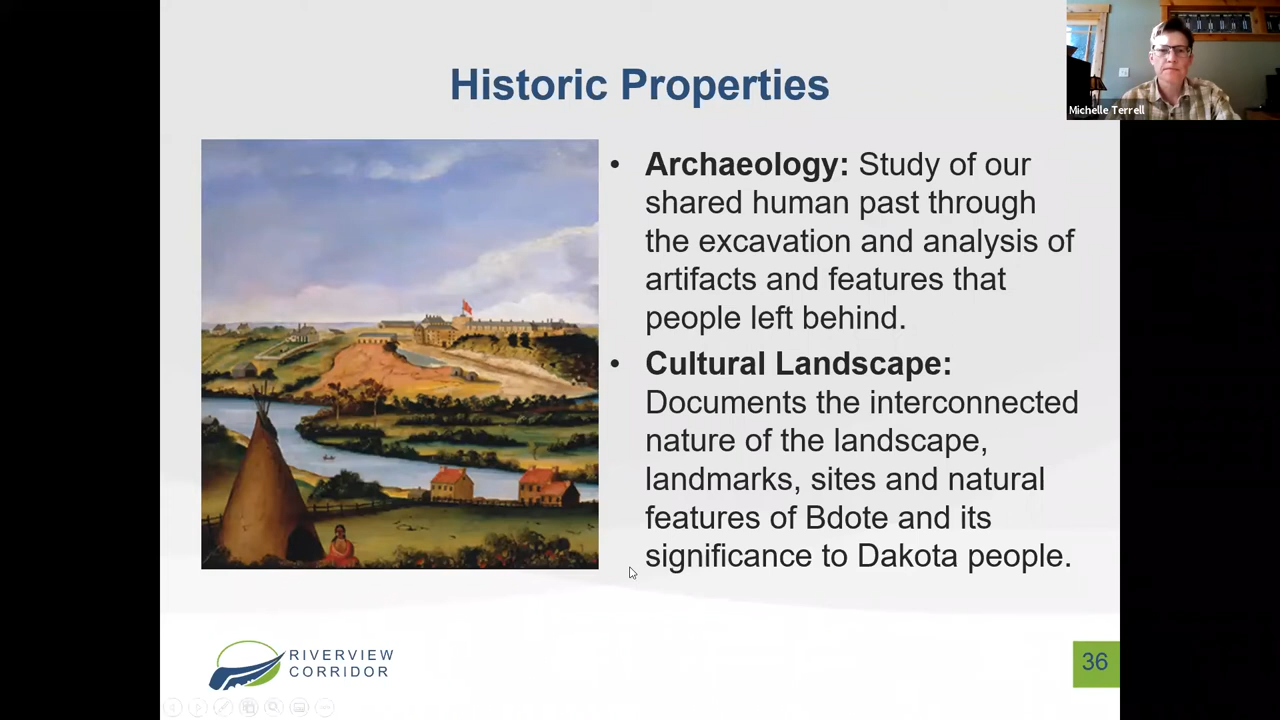 Historic Properties
Michelle Terrell
• Archaeology: Study of our
shared human past through
the excavation and analysis of
artifacts and features that
people left behind.
• Cultural Landscape:
Documents the interconnected
nature of the landscape,
landmarks, sites and natural
features of Bdote and its
significance to Dakota people.
RIVERVIEW
CORRIDOR
36